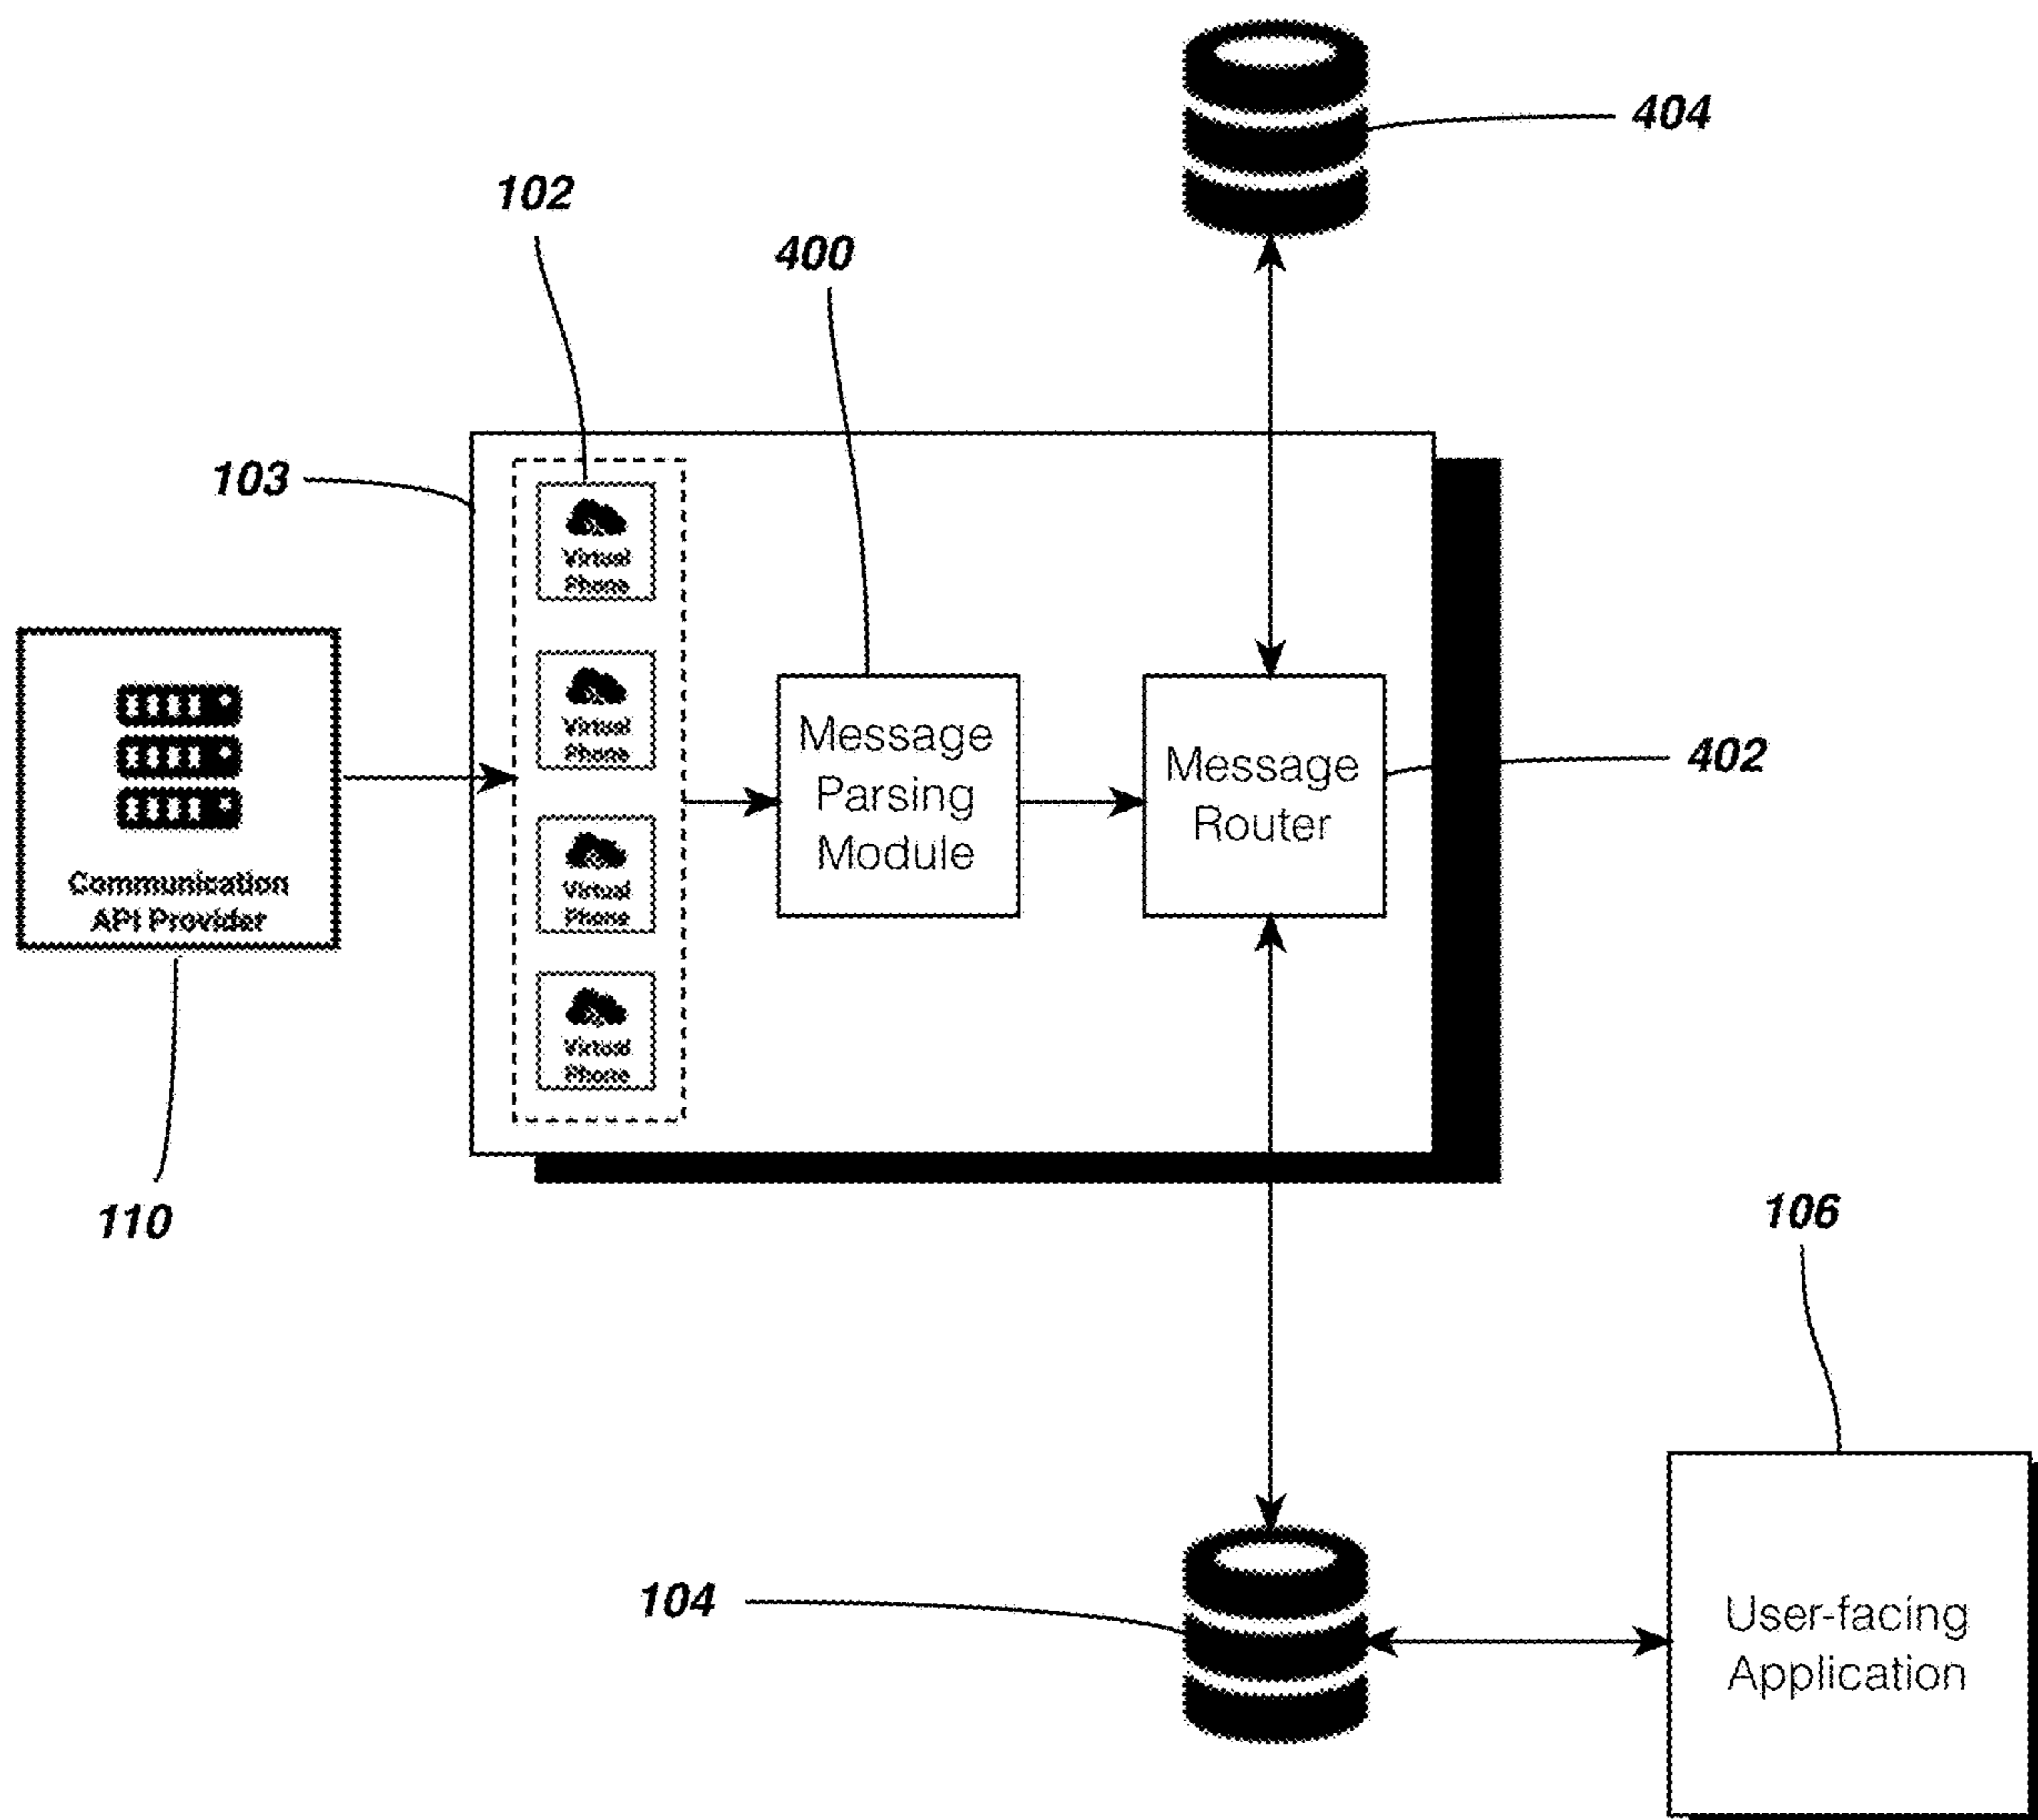 404
102
400
103
Virtual
Phone
Virtual
Phone
Virtual
Phone
Virtual
Phone
Message
Parsing
Module
Message
Router
402
Communication
API Provider
110
106
104
User-facing
Application